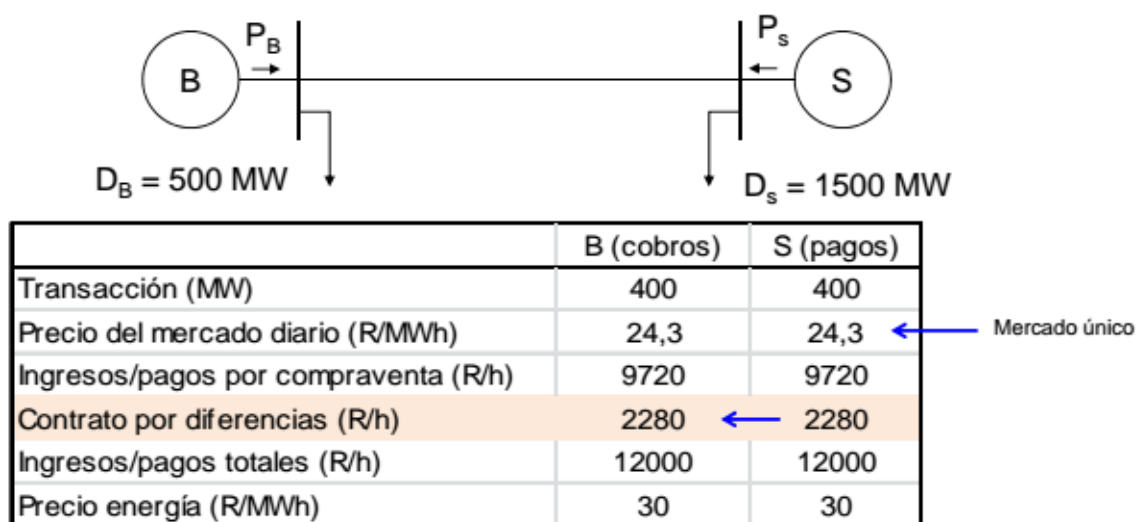 P_B P_s
B S
D_B = 500 MW D_s = 1500 MW
B (cobros) S (pagos)
Transacción (MW) 400 400
Precio del mercado diario (R/MWh) 24,3 24,3 Mercado único
Ingresos/pagos por compraventa (R/h) 9720 9720
Contrato por diferencias (R/h) 2280 2280
Ingresos/pagos totales (R/h) 12000 12000
Precio energía (R/MWh) 30 30